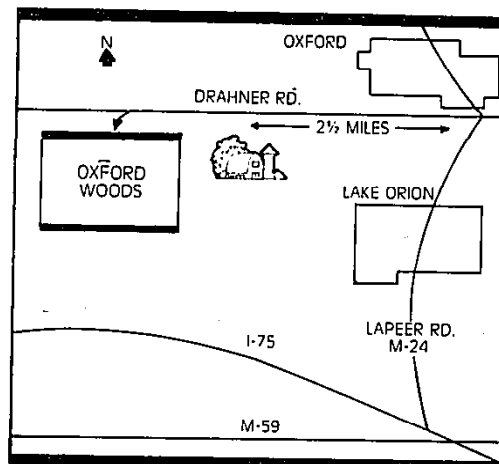 OXFORD
N
DRAHNER RD.
2½ MILES
OXFORD
WOODS
LAKE ORION
I-75
LAPEER RD.
M-24
M-59